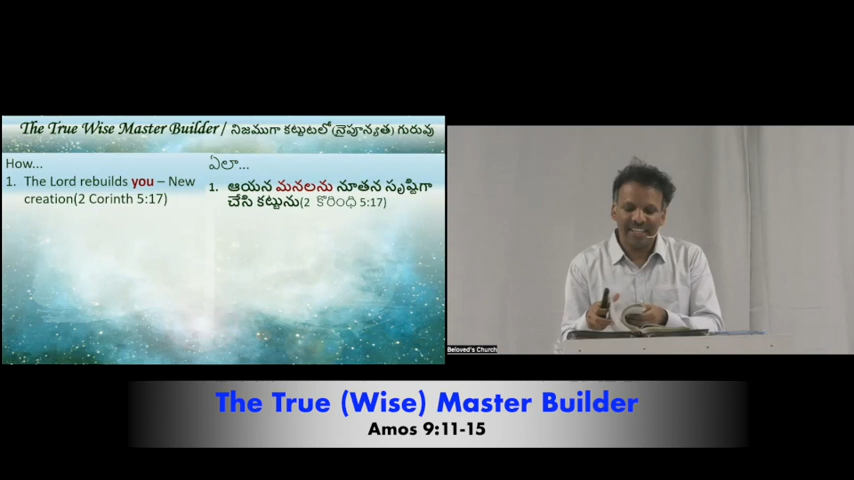 The True Wise Master Builder / నిజముగా కట్టుటలో(నైపూన్యత) గురువు
How...
1. The Lord rebuilds you – New
creation(2 Corinth 5:17)
ఏలా...
1. ఆయన మనలను నూతన సృష్టిగా
చేసి కట్టును(2 కొరింధి 5:17)
Beloved's Church
The True (Wise) Master Builder
Amos 9:11-15